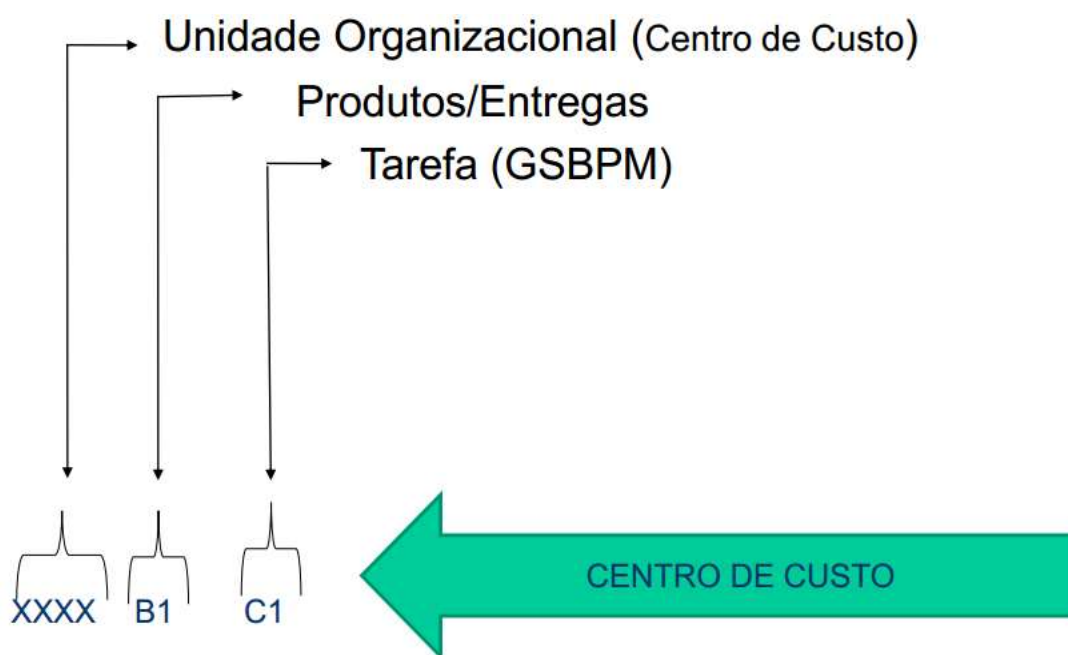 Unidade Organizacional (Centro de Custo)
Produtos/Entregas
Tarefa (GSBPM)
CENTRO DE CUSTO
XXXX B1 C1